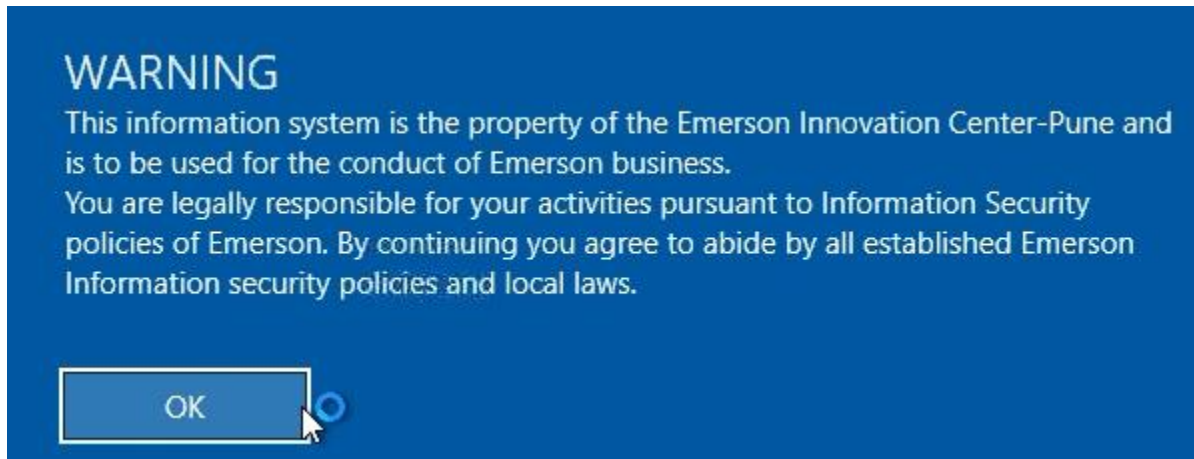 WARNING
This information system is the property of the Emerson Innovation Center-Pune and
is to be used for the conduct of Emerson business.
You are legally responsible for your activities pursuant to Information Security
policies of Emerson. By continuing you agree to abide by all established Emerson
Information security policies and local laws.
OK